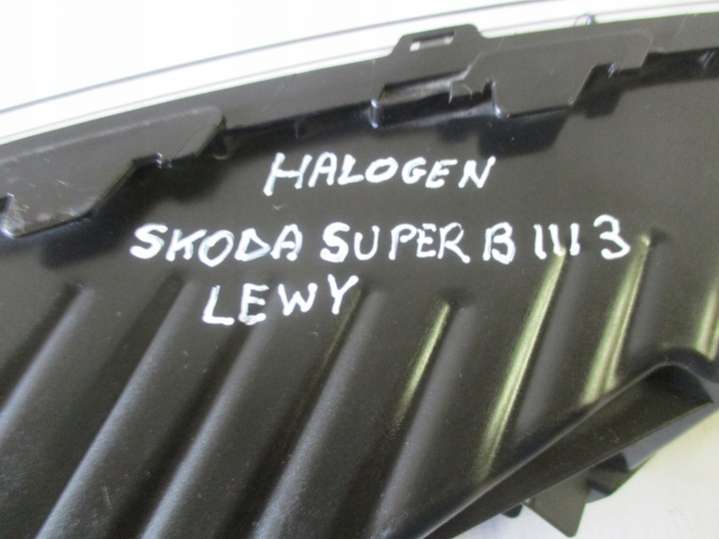 HALOGEN
SKODA SUPER B III 3
LEWY